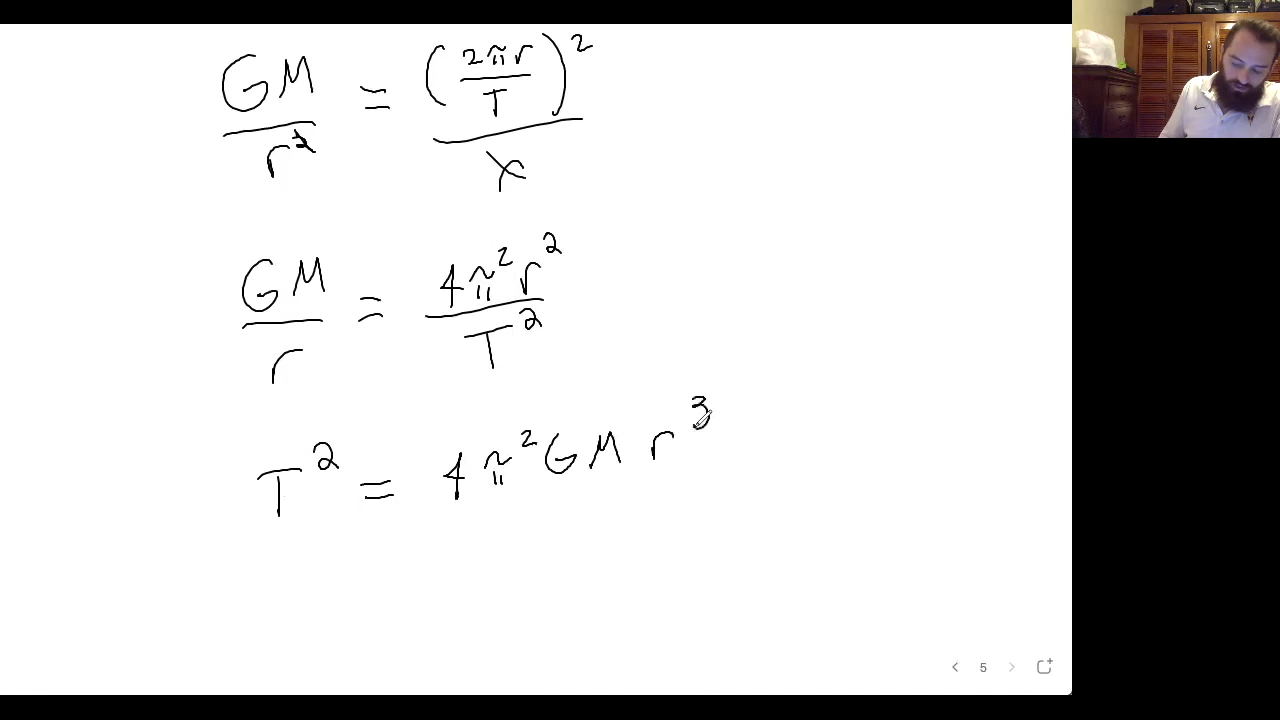 GM/r² = (2πr/T)²/r
GM/r = 4π²r²/T²
T² = 4π²GM r³
5